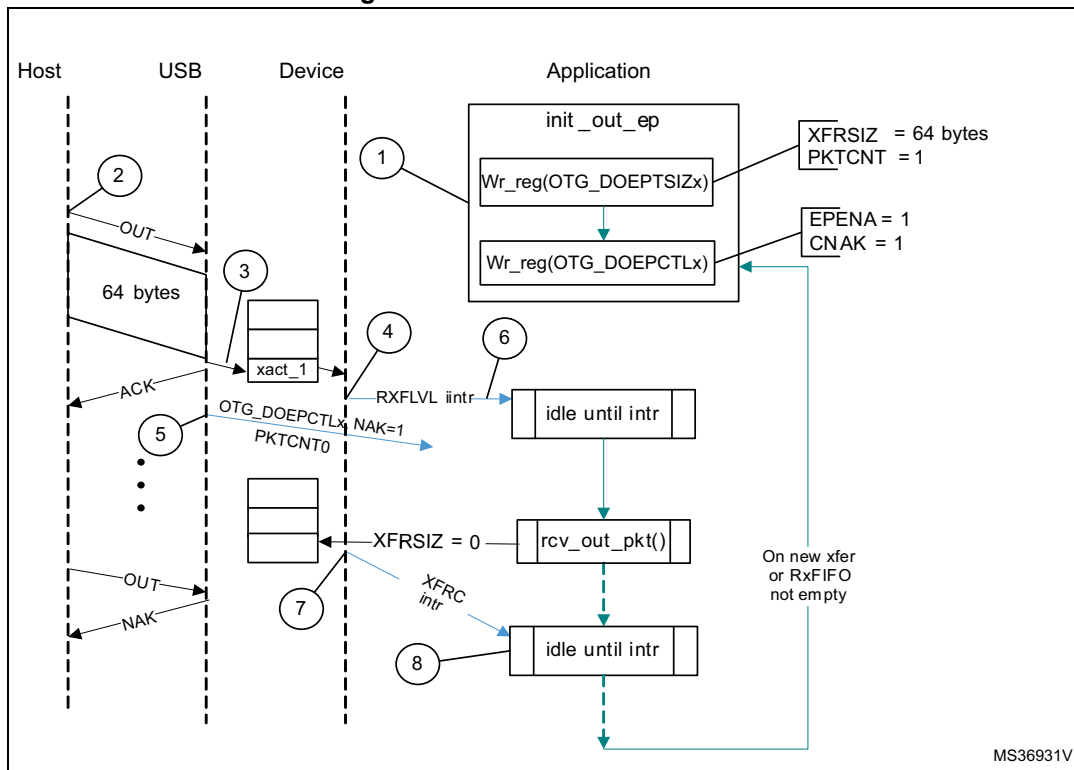 Host
USB
Device
Application
init _out_ep
1
Wr_reg(OTG_DOEPTSIZx)
XFRSIZ = 64 bytes
PKTCNT = 1
2
OUT
Wr_reg(OTG_DOEPCTLx)
EPENA = 1
CNAK = 1
3
64 bytes
4
6
xact_1
ACK
RXFLVL iintr
idle until intr
5
OTG_DOEPCTLx, NAK=1
PKTCNT0
XFRSIZ = 0
rcv_out_pkt()
On new xfer
or RxFIFO
not empty
OUT
7
XFRC
intr
NAK
8
idle until intr
MS36931V